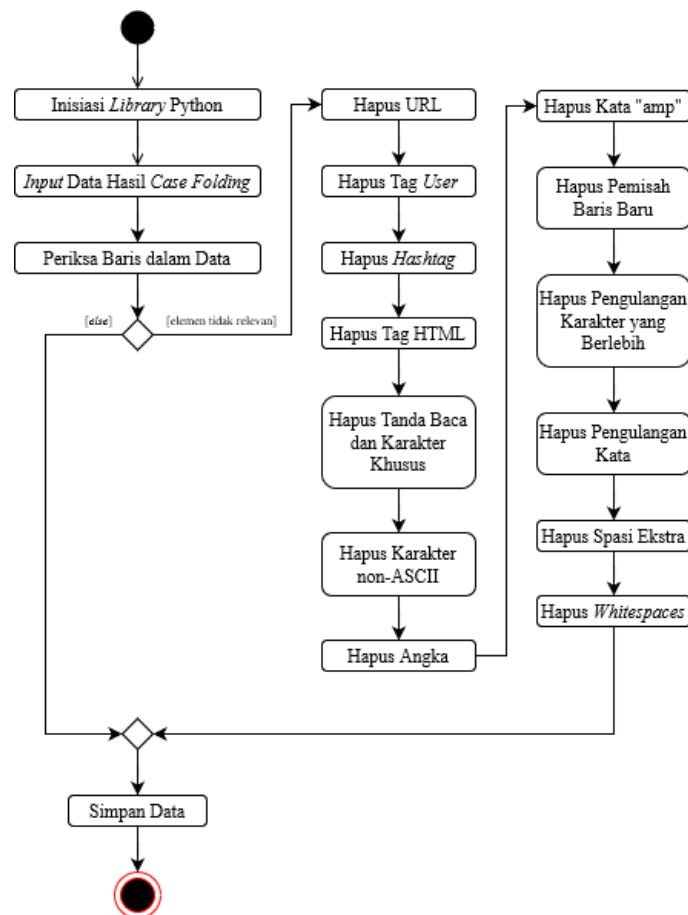 Inisiasi Library Python
Input Data Hasil Case Folding
Periksa Baris dalam Data
[else]
[elemen tidak relevan]
Hapus URL
Hapus Tag User
Hapus Hashtag
Hapus Tag HTML
Hapus Tanda Baca
dan Karakter
Khusus
Hapus Karakter
non-ASCII
Hapus Angka
Hapus Kata "amp"
Hapus Pemisah
Baris Baru
Hapus Pengulangan
Karakter yang
Berlebih
Hapus Pengulangan
Kata
Hapus Spasi Ekstra
Hapus Whitespaces
Simpan Data